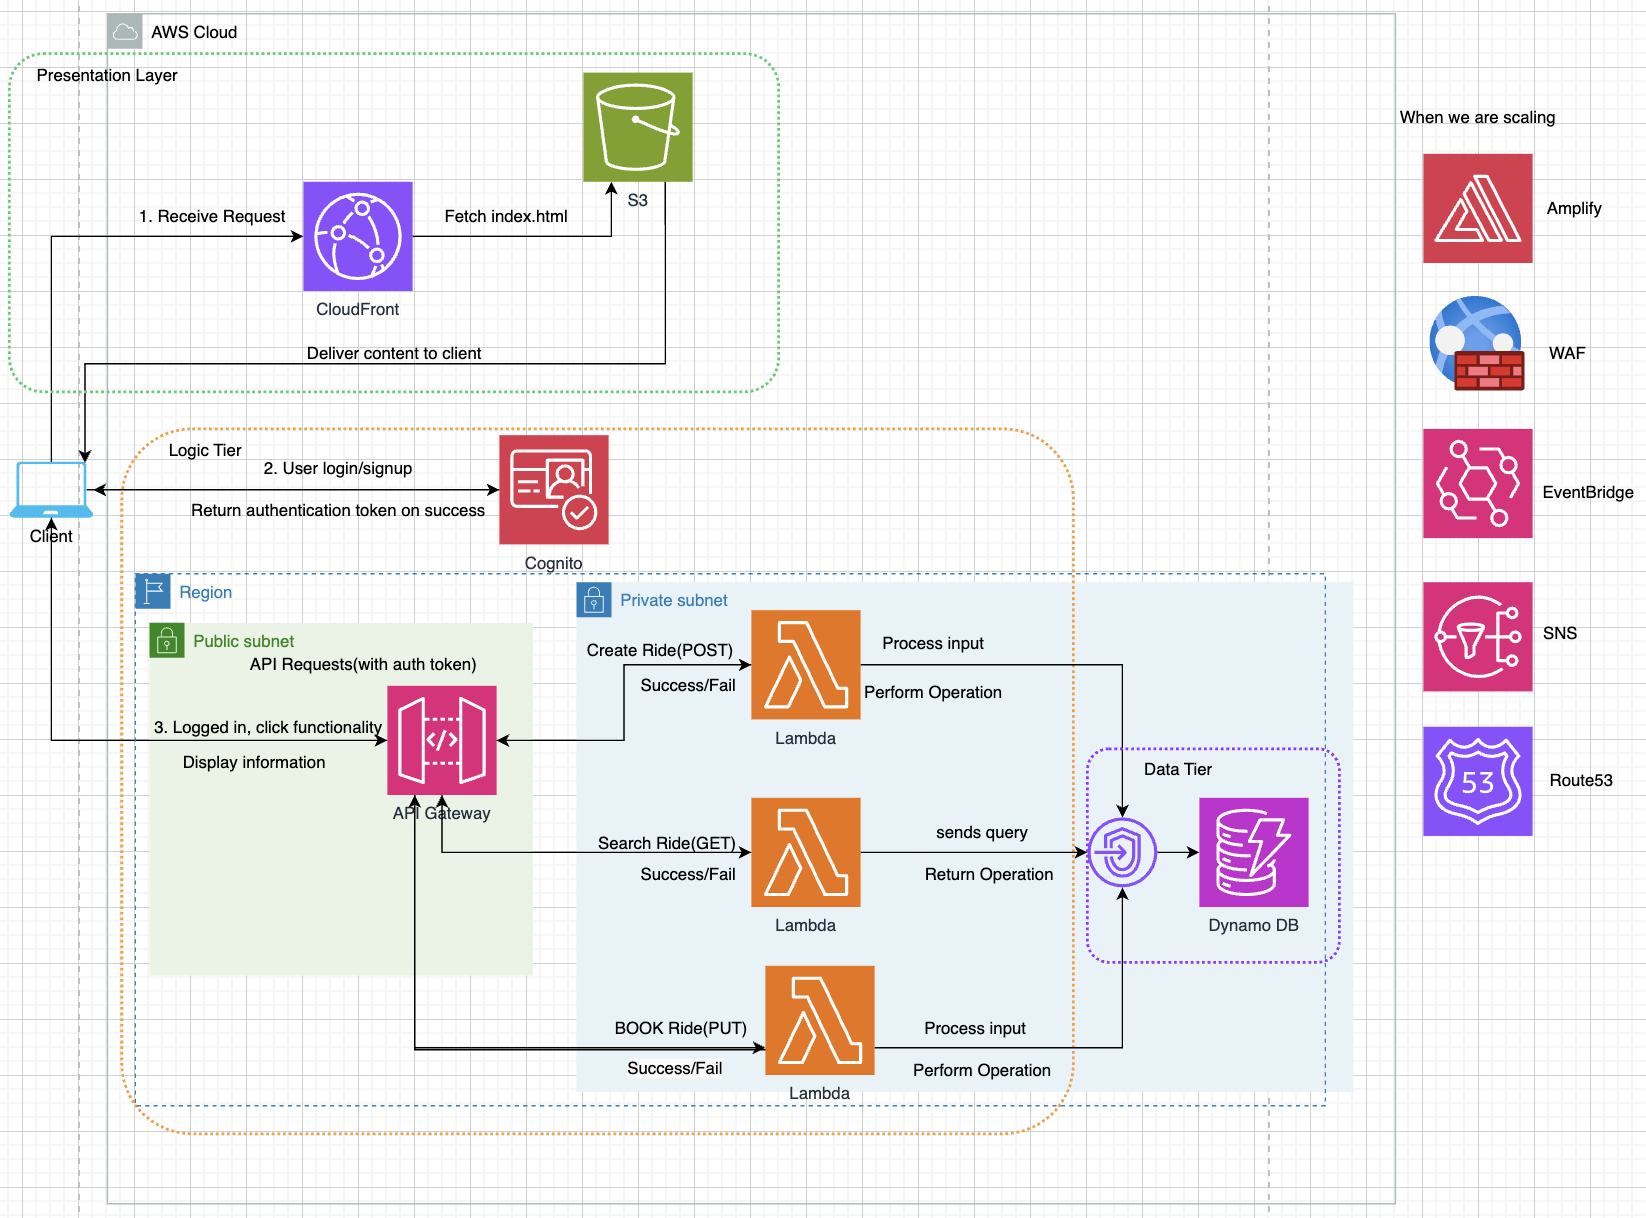 AWS Cloud
Presentation Layer
S3
1. Receive Request
Fetch index.html
CloudFront
Deliver content to client
Logic Tier
2. User login/signup
Return authentication token on success
Client
Cognito
Region
Private subnet
Public subnet
API Requests(with auth token)
Create Ride(POST)
Success/Fail
Process input
Perform Operation
Lambda
3. Logged in, click functionality
Display information
API Gateway
Data Tier
Search Ride(GET)
Success/Fail
sends query
Return Operation
Lambda
Dynamo DB
BOOK Ride(PUT)
Success/Fail
Process input
Perform Operation
Lambda
When we are scaling
Amplify
WAF
EventBridge
SNS
53
Route53